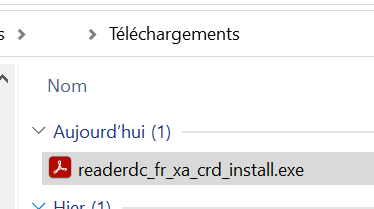 s > > Téléchargements
Nom
Aujourd’hui (1)
readerdc_fr_xa_crd_install.exe
Hier (1)